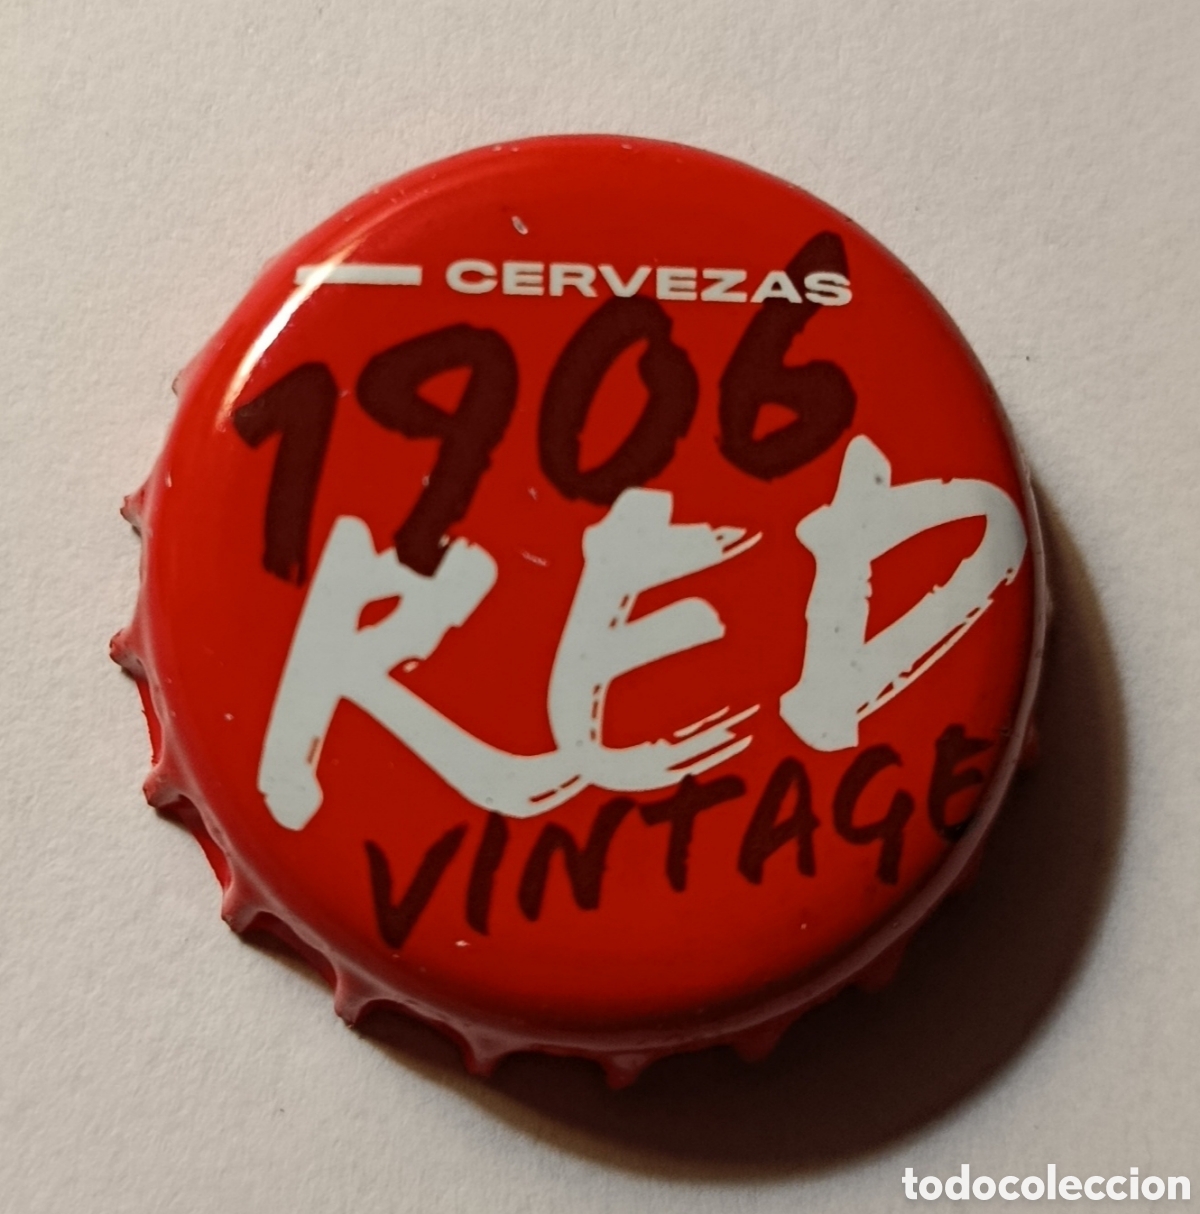 CERVEZAS
1906
RED
VINTAGE
todocoleccion